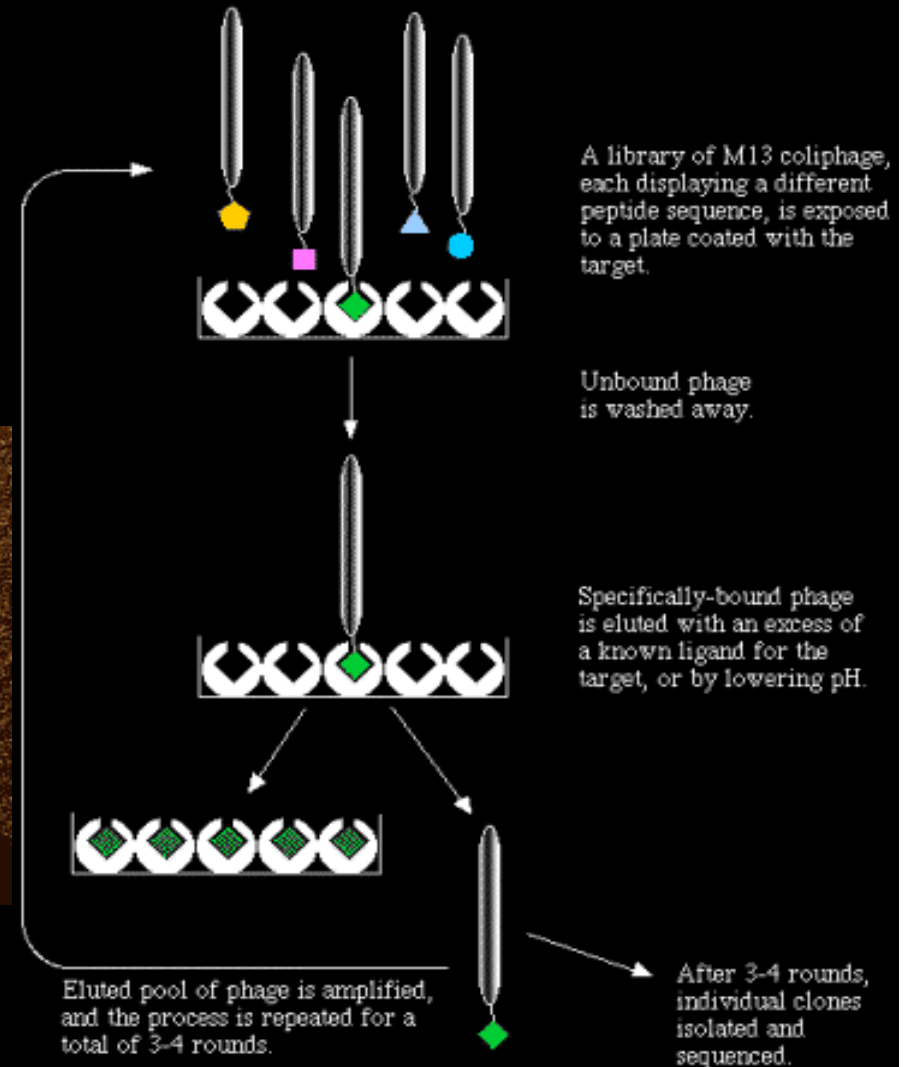 A library of M13 coliphage,
each displaying a different
peptide sequence, is exposed
to a plate coated with the
target.
Unbound phage
is washed away.
Specifically-bound phage
is eluted with an excess of
a known ligand for the
target, or by lowering pH.
Eluted pool of phage is amplified,
and the process is repeated for a
total of 3-4 rounds.
After 3-4 rounds,
individual clones
isolated and
sequenced.